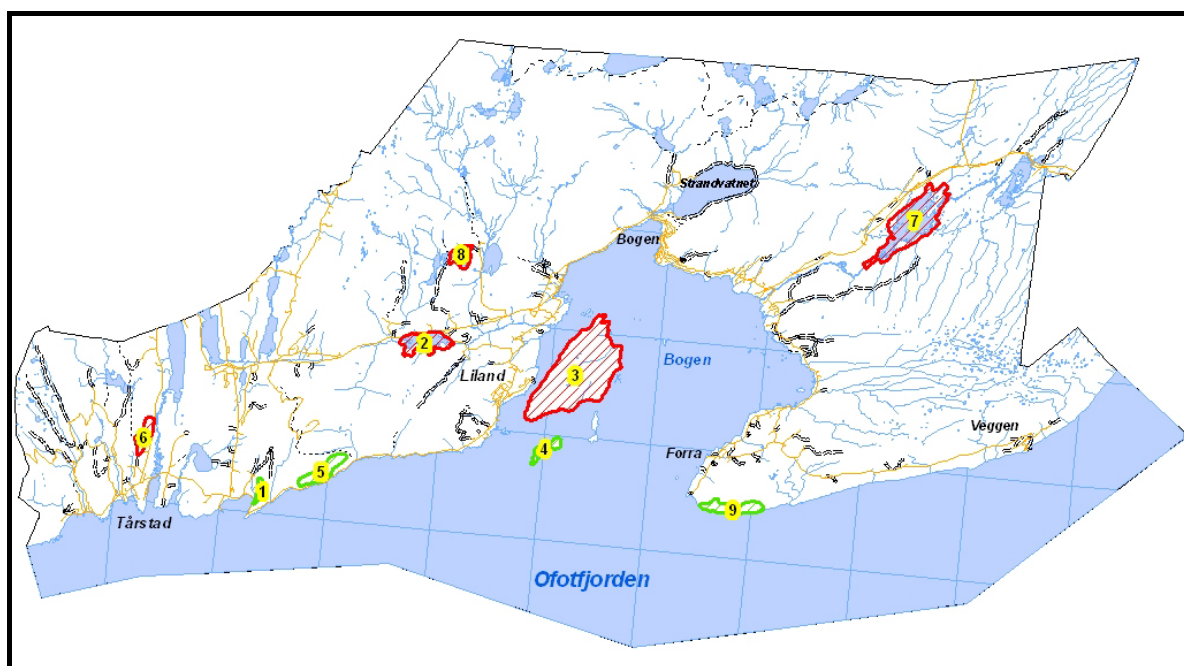 Strandvatnet
7
Bogen
8
2
Bogen
3
Liland
6
4
Forra
Veggen
5
1
9
Tårstad
Ofotfjorden